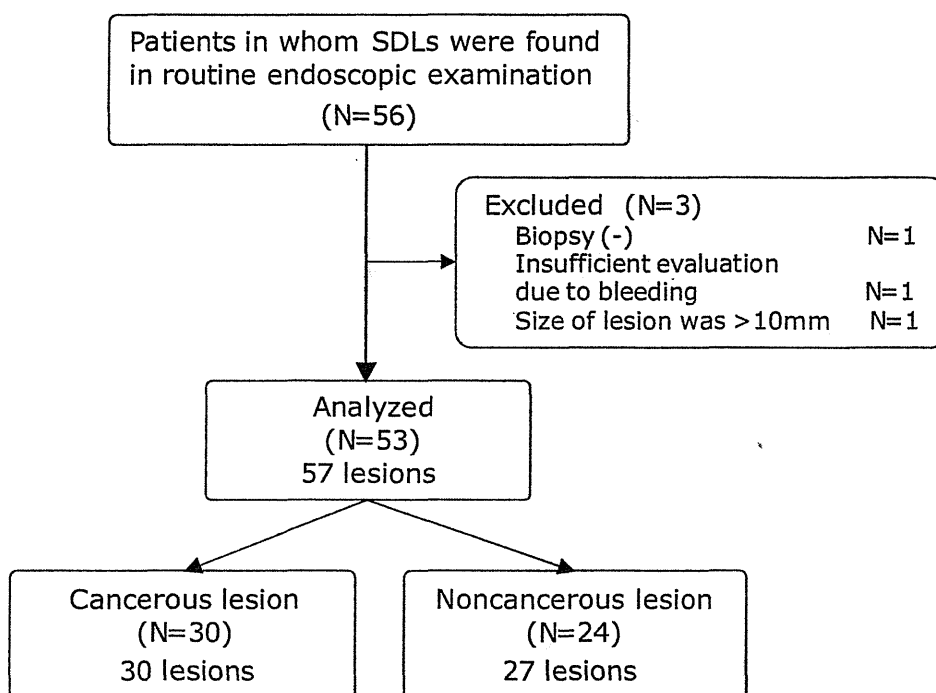 Patients in whom SDLs were found
in routine endoscopic examination
(N=56)
Excluded (N=3)
Biopsy (-) N=1
Insufficient evaluation
due to bleeding N=1
Size of lesion was >10mm N=1
Analyzed
(N=53)
57 lesions
Cancerous lesion
(N=30)
30 lesions
Noncancerous lesion
(N=24)
27 lesions